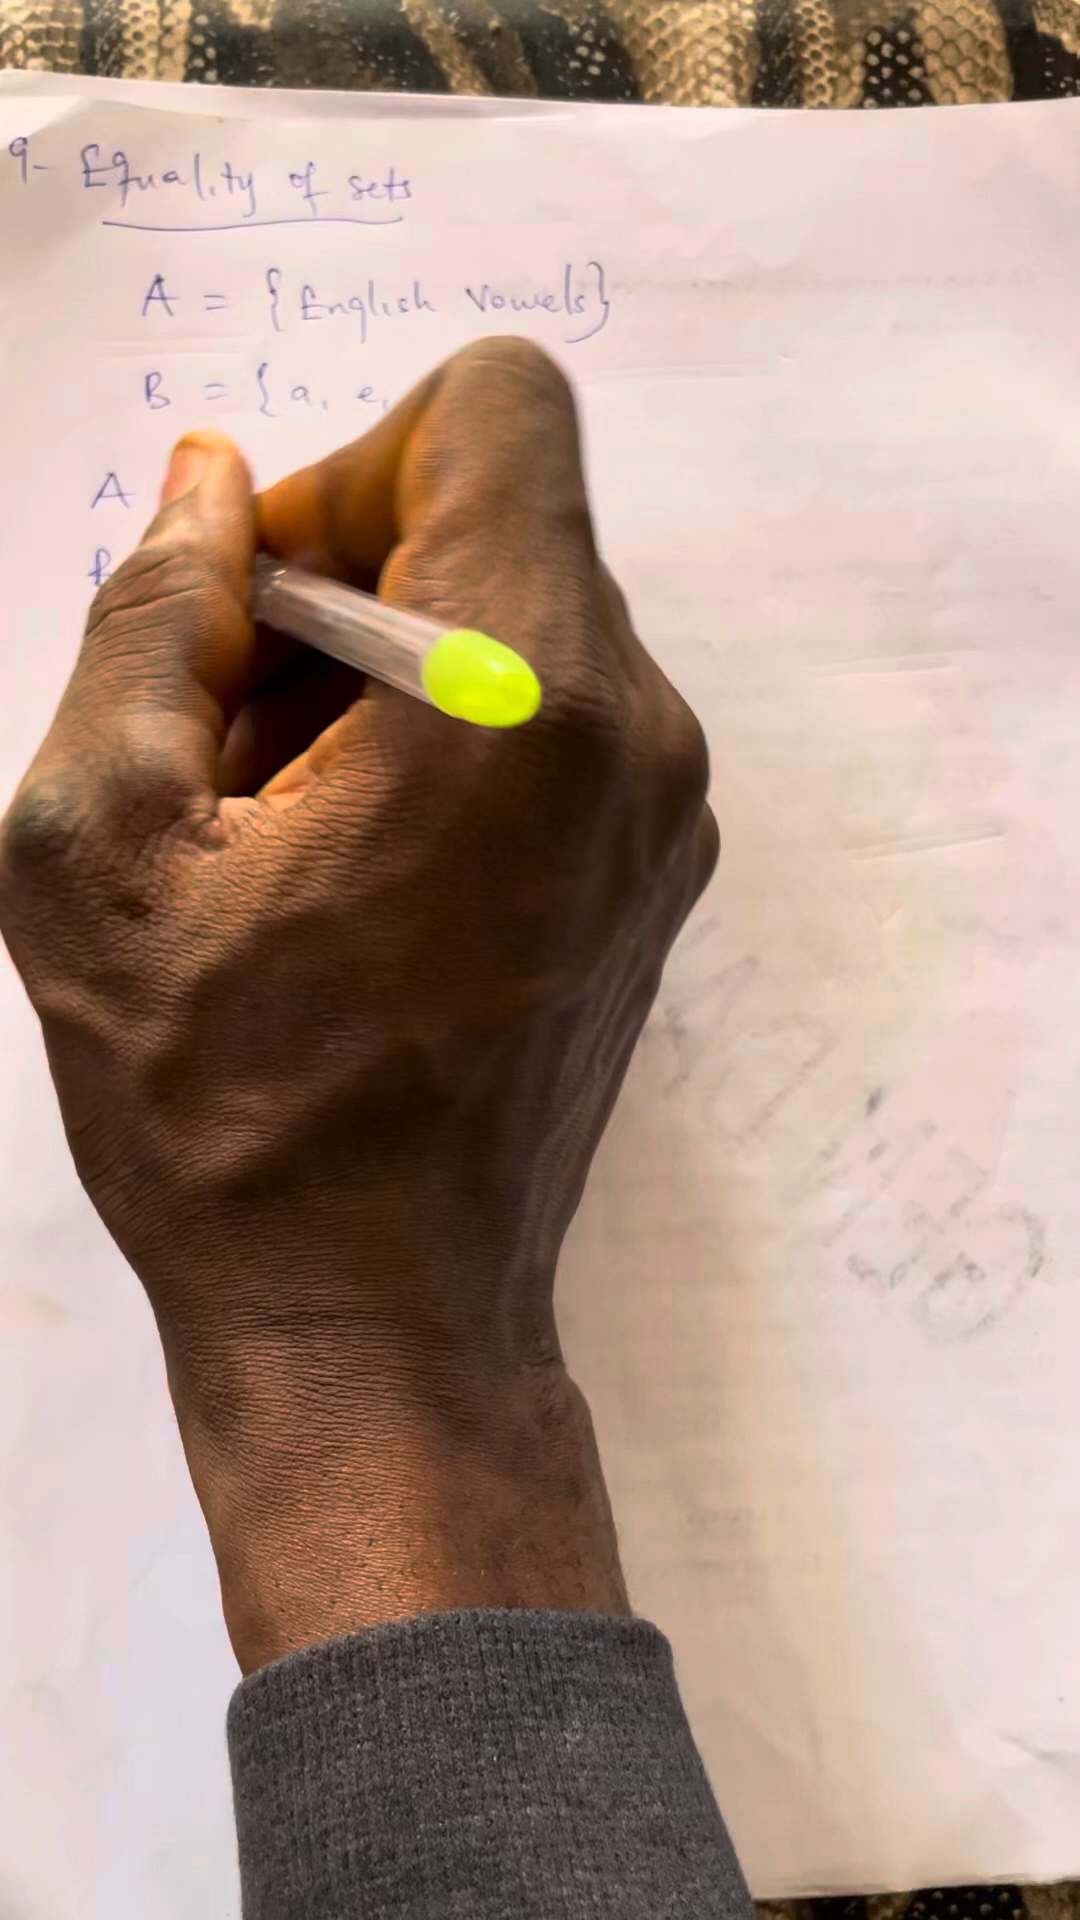 9- Equality of sets
A = {English vowels}
B = {a, e,
A
B